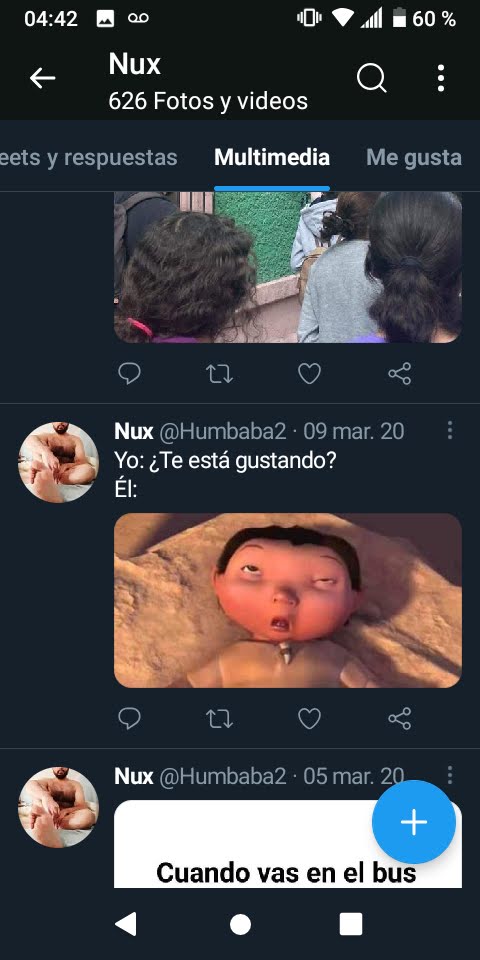 04:42 60 %
Nux
626 Fotos y videos
eets y respuestas Multimedia Me gusta
Nux @Humbaba2 · 09 mar. 20
Yo: ¿Te está gustando?
Él:
Nux @Humbaba2 · 05 mar. 20
Cuando vas en el bus